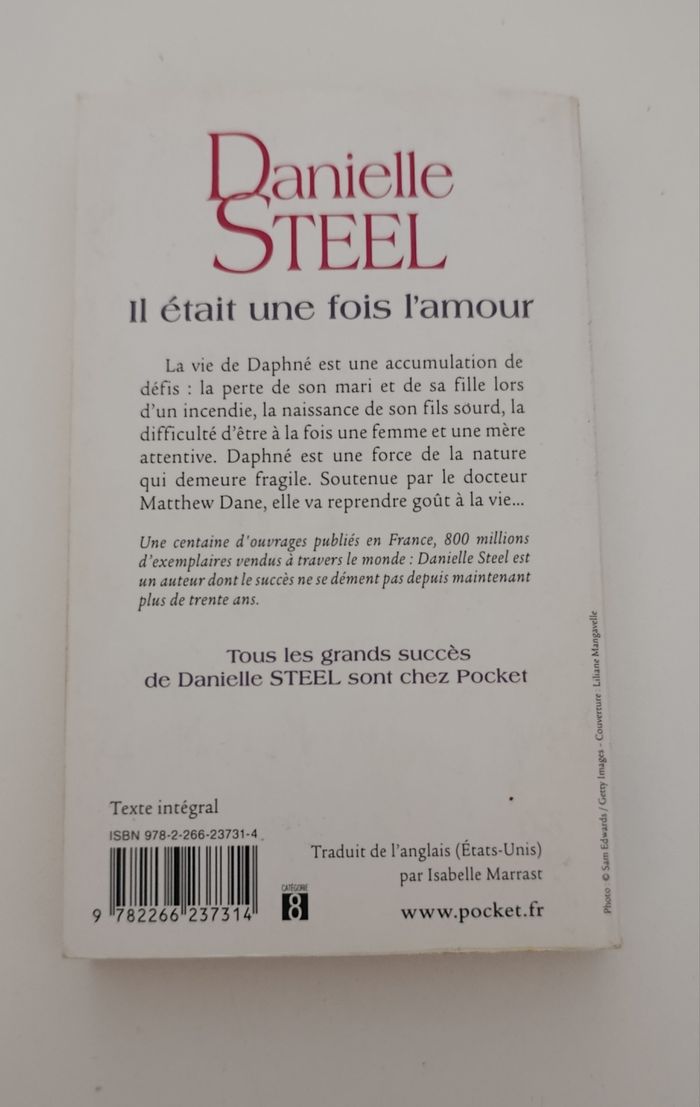 Danielle
STEEL
Il était une fois l'amour
La vie de Daphné est une accumulation de
défis : la perte de son mari et de sa fille lors
d'un incendie, la naissance de son fils sourd, la
difficulté d'être à la fois une femme et une mère
attentive. Daphné est une force de la nature
qui demeure fragile. Soutenue par le docteur
Matthew Dane, elle va reprendre goût à la vie...
Une centaine d'ouvrages publiés en France, 800 millions
d'exemplaires vendus à travers le monde : Danielle Steel est
un auteur dont le succès ne se dément pas depuis maintenant
plus de trente ans.
Tous les grands succès
de Danielle STEEL sont chez Pocket
Photo : © Sam Edwards / Getty Images - Couverture : Liliane Mangavelle
Texte intégral
ISBN 978-2-266-23731-4
9 782266 237314
CATÉGORIE
8
Traduit de l'anglais (États-Unis)
par Isabelle Marrast
www.pocket.fr